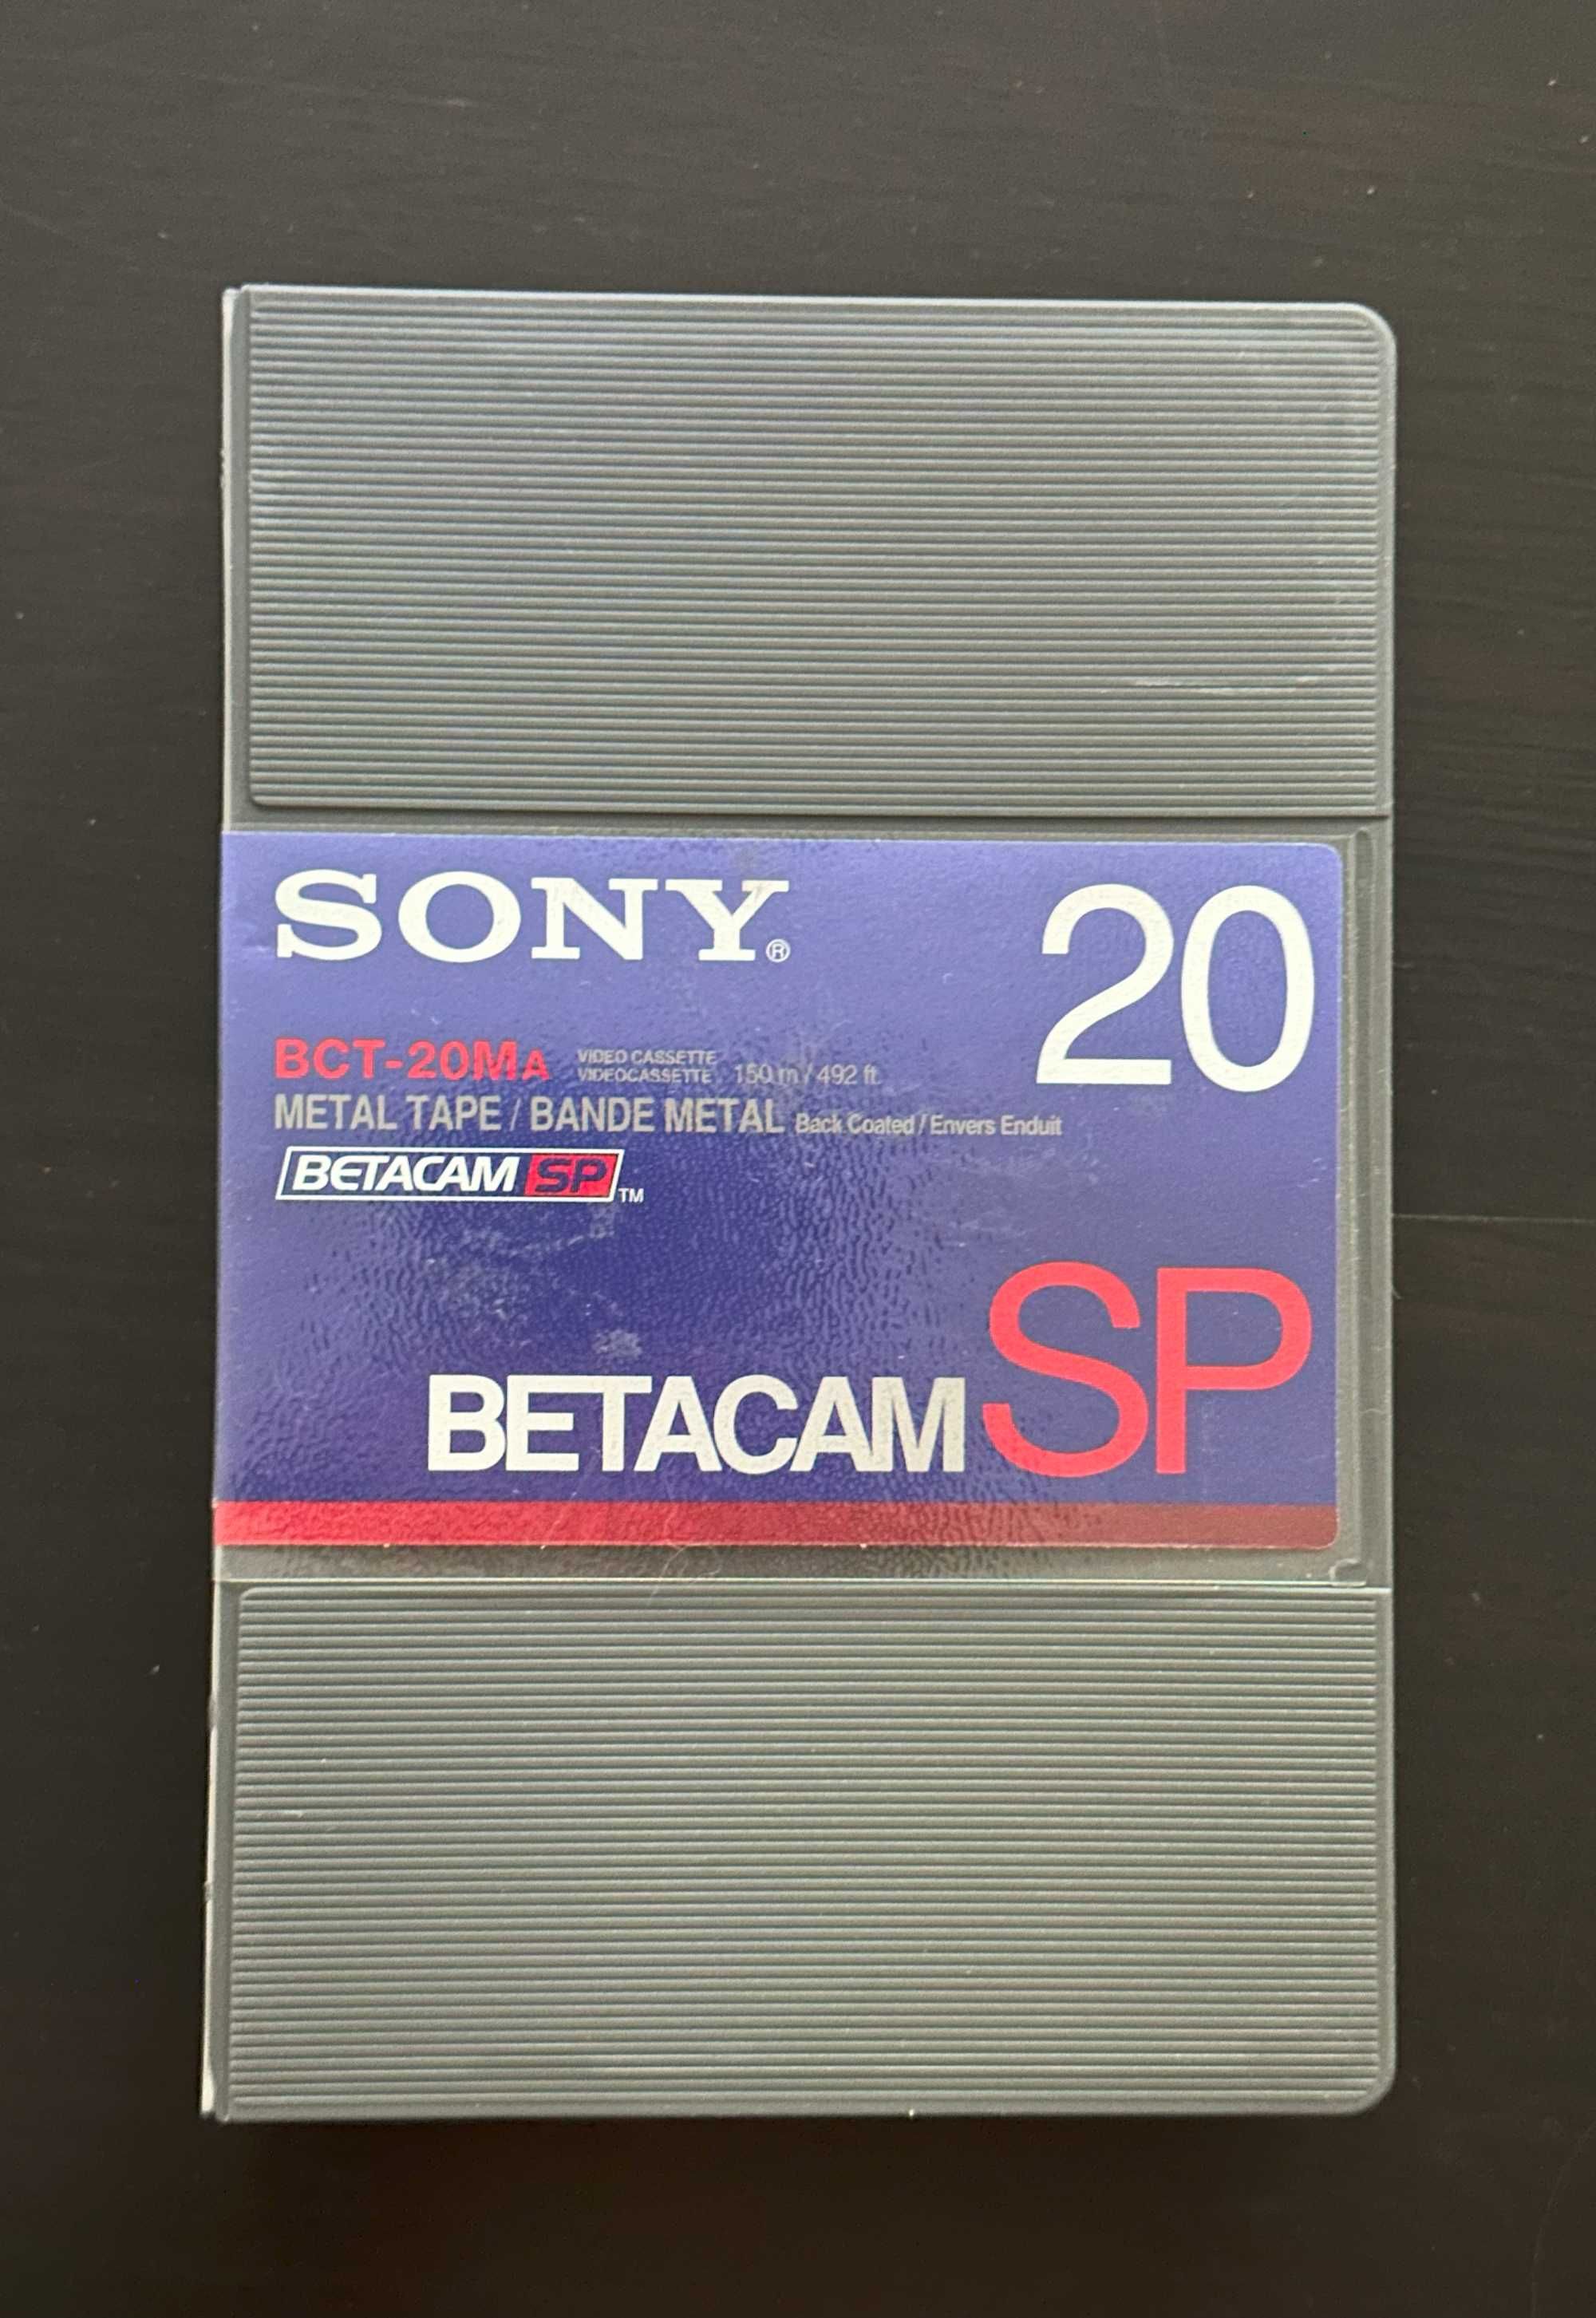 SONY® 20
BCT-20MA VIDEO CASSETTE
VIDEOCASSETTE 150 m / 492 ft.
METAL TAPE / BANDE METAL Back Coated / Envers Enduit
BETACAM SP™
BETACAM SP